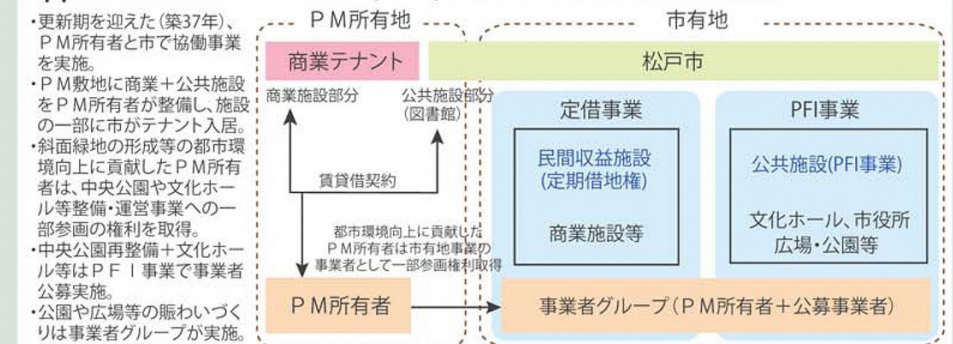 ・更新期を迎えた(築37年)、
ＰＭ所有者と市で協働事業
を実施。
・ＰＭ敷地に商業＋公共施設
をＰＭ所有者が整備し、施設
の一部に市がテナント入居。
・斜面緑地の形成等の都市環
境向上に貢献したＰＭ所有
者は、中央公園や文化ホー
ル等整備・運営事業への一
部参画の権利を取得。
・中央公園再整備＋文化ホー
ル等はＰＦＩ事業で事業者
公募実施。
・公園や広場等の賑わいづく
りは事業者グループが実施。
ＰＭ所有地
市有地
商業テナント
松戸市
商業施設部分
公共施設部分
(図書館)
賃貸借契約
都市環境向上に貢献した
ＰＭ所有者は市有地事業の
事業者として一部参画権利取得
ＰＭ所有者
定借事業
民間収益施設
(定期借地権)
商業施設等
PFI事業
公共施設(PFI事業)
文化ホール、市役所
広場・公園等
事業者グループ(ＰＭ所有者＋公募事業者)